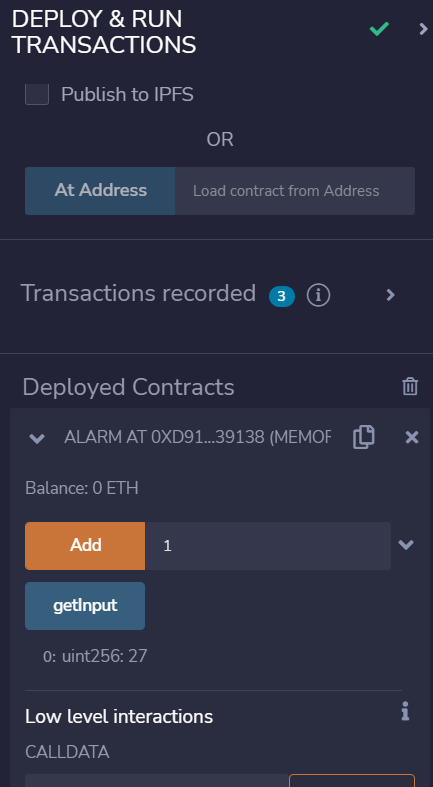 DEPLOY & RUN
TRANSACTIONS
Publish to IPFS
OR
At Address Load contract from Address
Transactions recorded 3
Deployed Contracts
ALARM AT 0XD91...39138 (MEMOR
Balance: 0 ETH
Add 1
getInput
0: uint256: 27
Low level interactions
CALLDATA